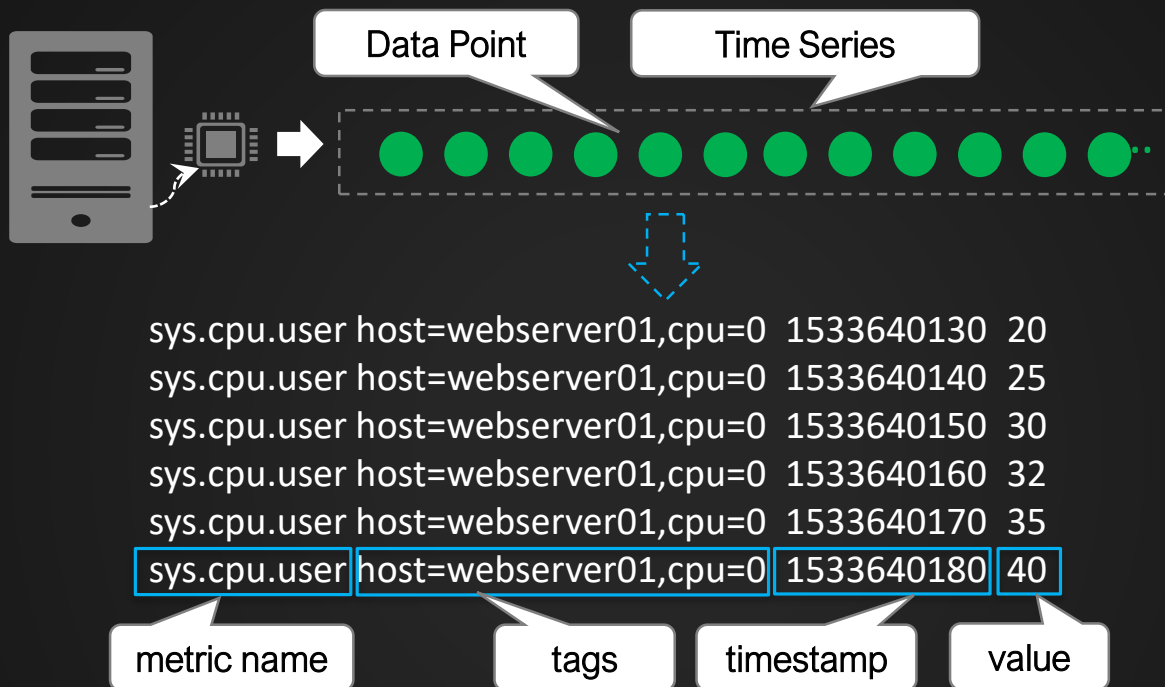 Data Point
Time Series
sys.cpu.user host=webserver01,cpu=0 1533640130 20
sys.cpu.user host=webserver01,cpu=0 1533640140 25
sys.cpu.user host=webserver01,cpu=0 1533640150 30
sys.cpu.user host=webserver01,cpu=0 1533640160 32
sys.cpu.user host=webserver01,cpu=0 1533640170 35
sys.cpu.user host=webserver01,cpu=0 1533640180 40
metric name
tags
timestamp
value